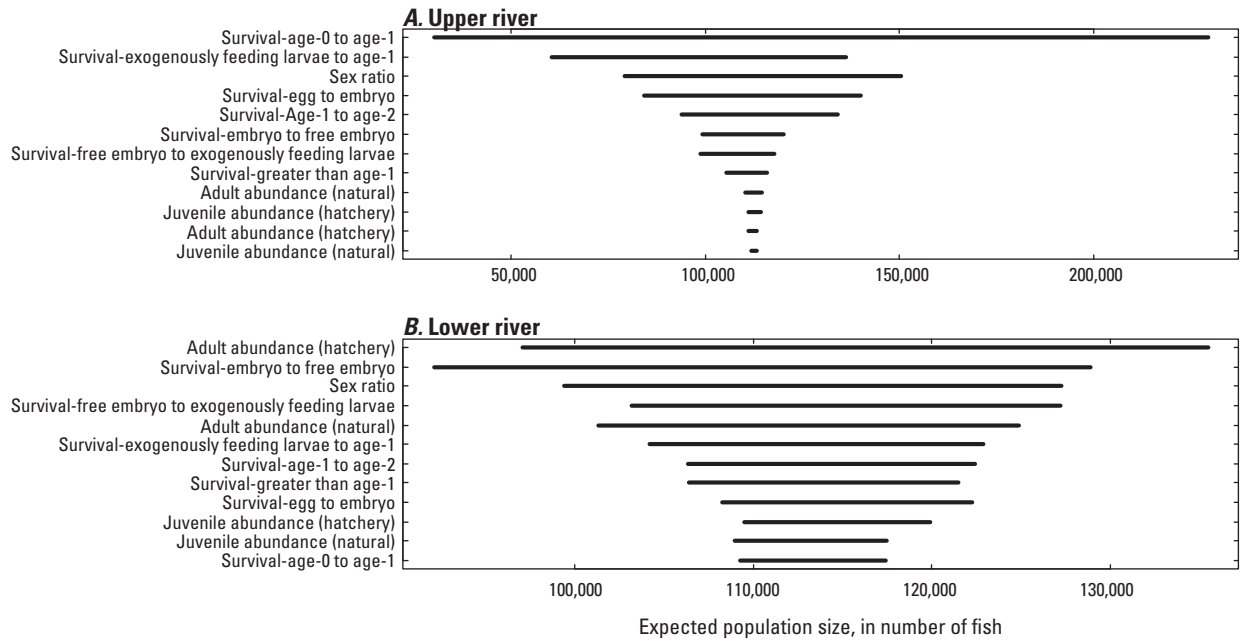 A. Upper river
Survival-age-0 to age-1
Survival-exogenously feeding larvae to age-1
Sex ratio
Survival-egg to embryo
Survival-Age-1 to age-2
Survival-embryo to free embryo
Survival-free embryo to exogenously feeding larvae
Survival-greater than age-1
Adult abundance (natural)
Juvenile abundance (hatchery)
Adult abundance (hatchery)
Juvenile abundance (natural)
50,000 100,000 150,000 200,000
B. Lower river
Adult abundance (hatchery)
Survival-embryo to free embryo
Sex ratio
Survival-free embryo to exogenously feeding larvae
Adult abundance (natural)
Survival-exogenously feeding larvae to age-1
Survival-age-1 to age-2
Survival-greater than age-1
Survival-egg to embryo
Juvenile abundance (hatchery)
Juvenile abundance (natural)
Survival-age-0 to age-1
100,000 110,000 120,000 130,000
Expected population size, in number of fish